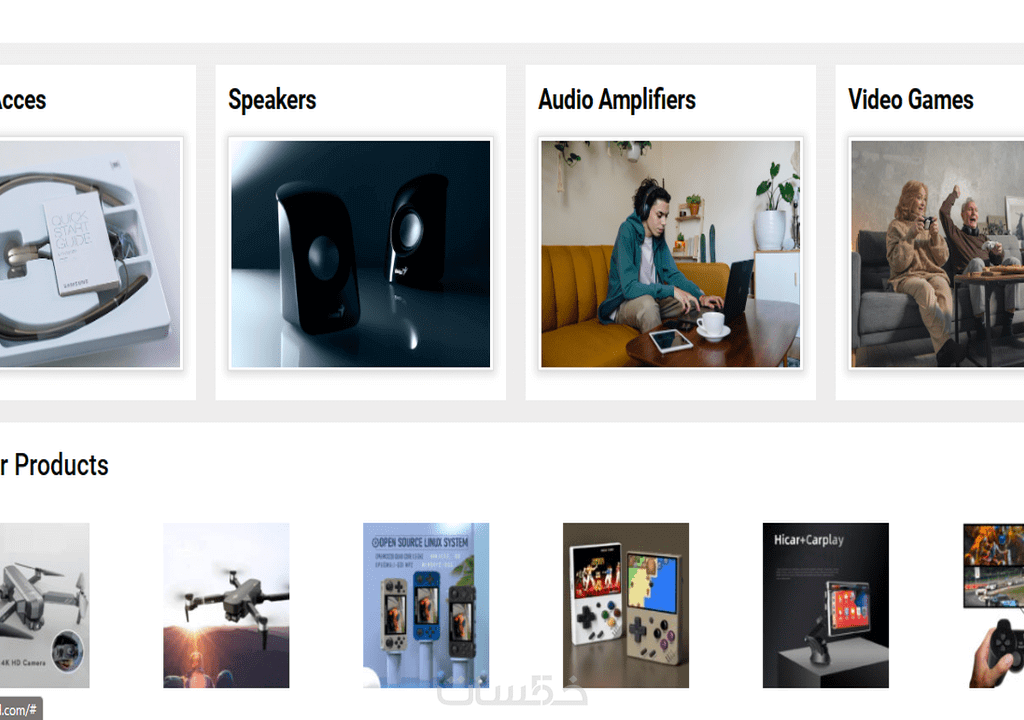 Acces
Speakers
Audio Amplifiers
Video Games
QUICK
START
GUIDE
SAMSUNG
r Products
OPEN SOURCE LINUX SYSTEM
4K HD Camera
Hicar+Carplay
خمسات
l.com/#